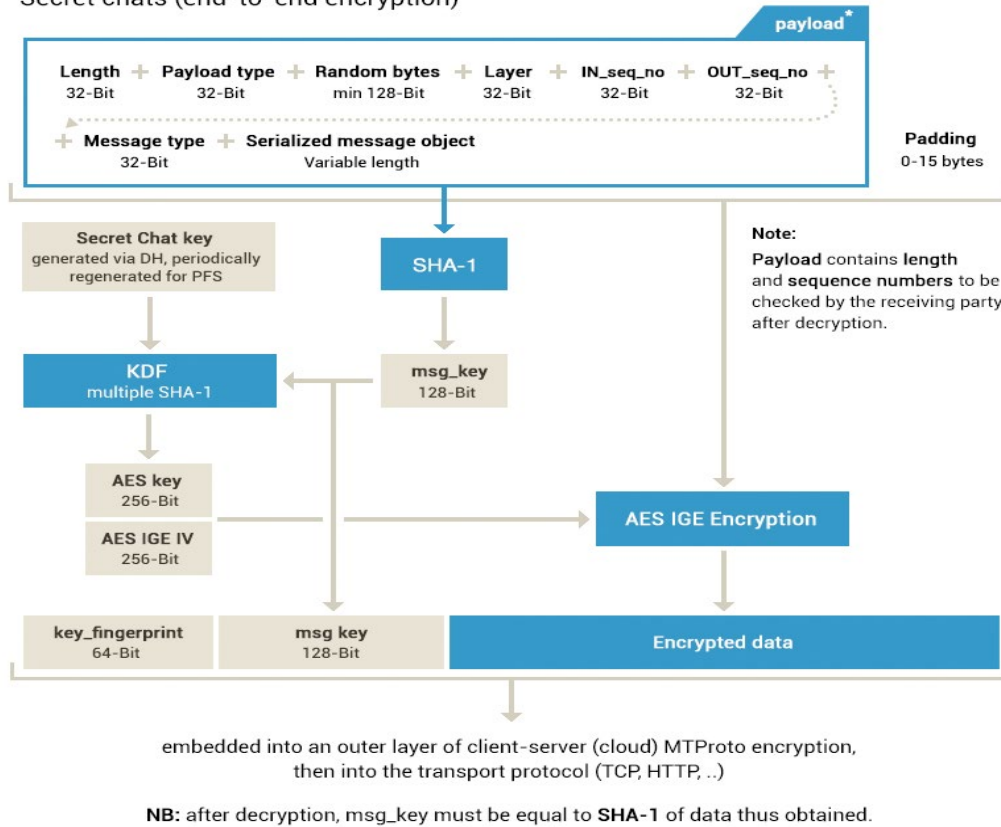 Secret chats (end-to-end encryption)
payload*
Length + Payload type + Random bytes + Layer + IN_seq_no + OUT_seq_no +
32-Bit 32-Bit min 128-Bit 32-Bit 32-Bit 32-Bit
+ Message type + Serialized message object
32-Bit Variable length
Padding
0-15 bytes
Secret Chat key
generated via DH, periodically
regenerated for PFS
SHA-1
Note:
Payload contains length
and sequence numbers to be
checked by the receiving party
after decryption.
KDF
multiple SHA-1
msg_key
128-Bit
AES key
256-Bit
AES IGE IV
256-Bit
AES IGE Encryption
key_fingerprint
64-Bit
msg key
128-Bit
Encrypted data
embedded into an outer layer of client-server (cloud) MTProto encryption,
then into the transport protocol (TCP, HTTP, ..)
NB: after decryption, msg_key must be equal to SHA-1 of data thus obtained.